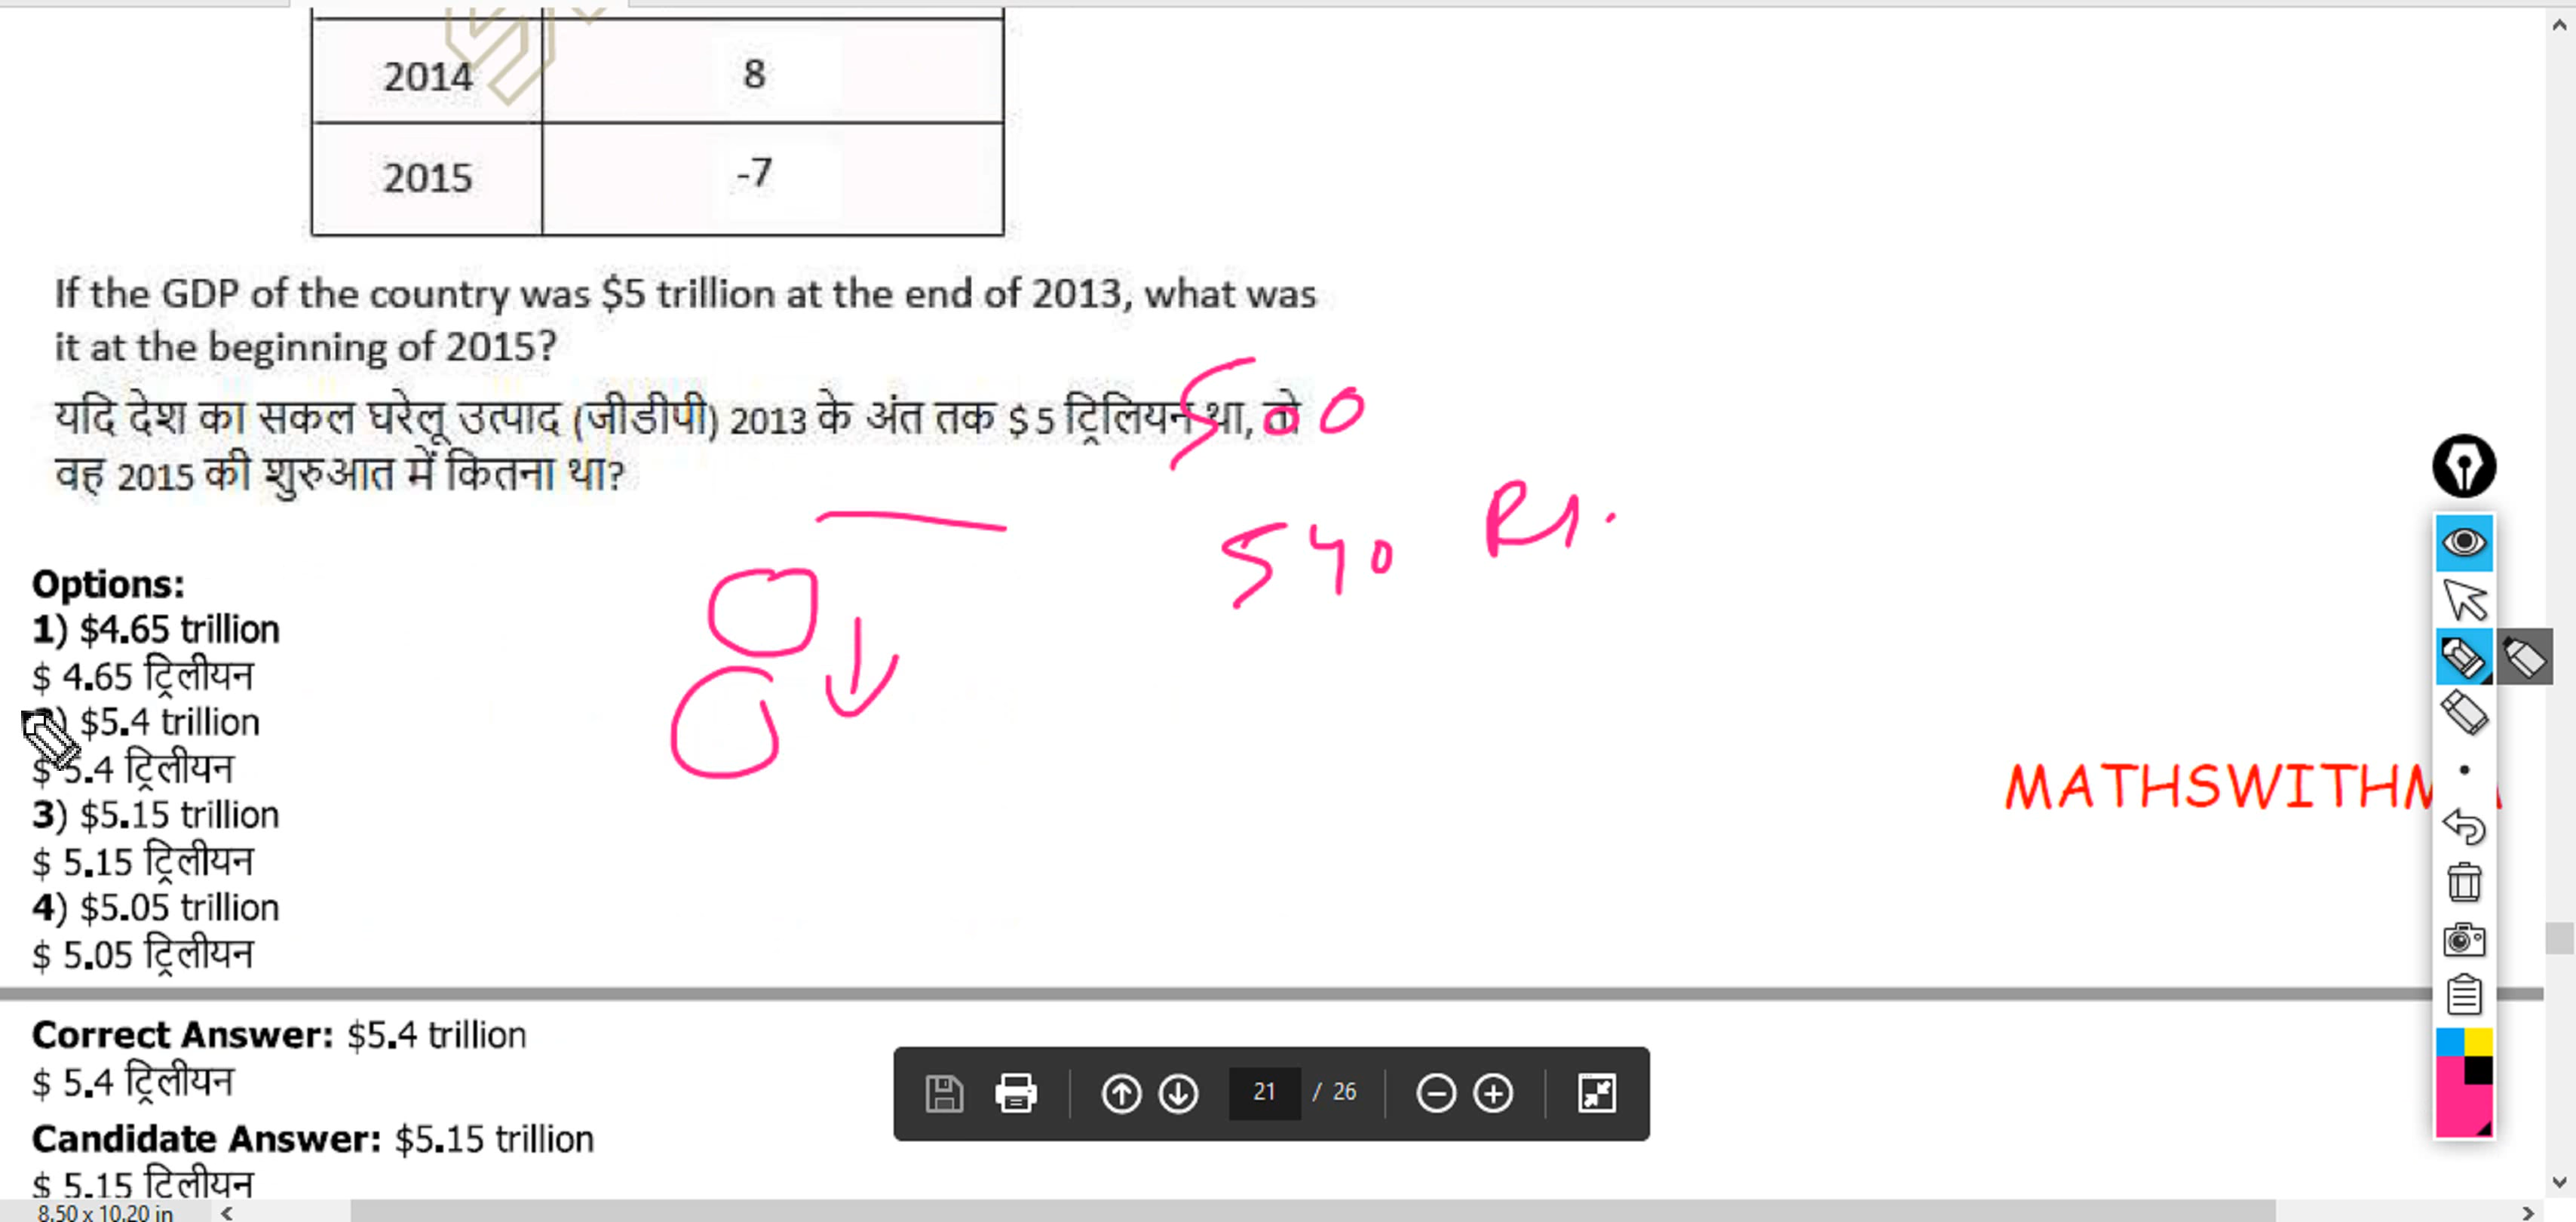 2014 8
2015 -7
If the GDP of the country was $5 trillion at the end of 2013, what was
it at the beginning of 2015?
यदि देश का सकल घरेलू उत्पाद (जीडीपी) 2013 के अंत तक $ 5 ट्रिलियन था, तो
वह 2015 की शुरुआत में कितना था?
500
540
Options:
1) $4.65 trillion
$ 4.65 ट्रिलीयन
) $5.4 trillion
$ 5.4 ट्रिलीयन
3) $5.15 trillion
$ 5.15 ट्रिलीयन
4) $5.05 trillion
$ 5.05 ट्रिलीयन
MATHSWITHM
Correct Answer: $5.4 trillion
$ 5.4 ट्रिलीयन
Candidate Answer: $5.15 trillion
$ 5.15 ट्रिलीयन
21 / 26
8.50 x 10.20 in